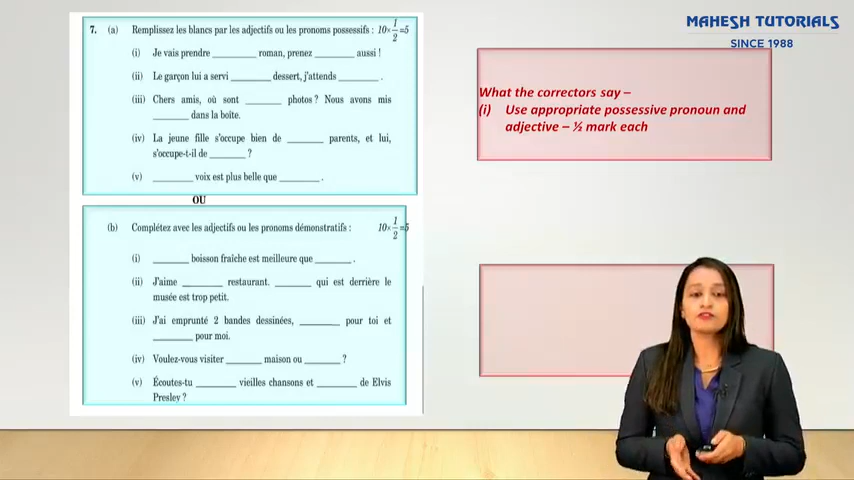 MAHESH TUTORIALS
SINCE 1988
7. (a) Remplissez les blancs par les adjectifs ou les pronoms possessifs : 10×1/2=5
(i) Je vais prendre ________ roman, prenez ________ aussi !
(ii) Le garçon lui a servi ________ dessert, j'attends ________ .
(iii) Chers amis, où sont ________ photos ? Nous avons mis
________ dans la boîte.
(iv) La jeune fille s'occupe bien de ________ parents, et lui,
s'occupe-t-il de ________ ?
(v) ________ voix est plus belle que ________ .
OU
(b) Complétez avec les adjectifs ou les pronoms démonstratifs : 10×1/2=5
(i) ________ boisson fraîche est meilleure que ________ .
(ii) J'aime ________ restaurant. ________ qui est derrière le
musée est trop petit.
(iii) J'ai emprunté 2 bandes dessinées, ________ pour toi et
________ pour moi.
(iv) Voulez-vous visiter ________ maison ou ________ ?
(v) Écoutes-tu ________ vieilles chansons et ________ de Elvis
Presley ?
What the correctors say –
(i) Use appropriate possessive pronoun and
adjective – ½ mark each